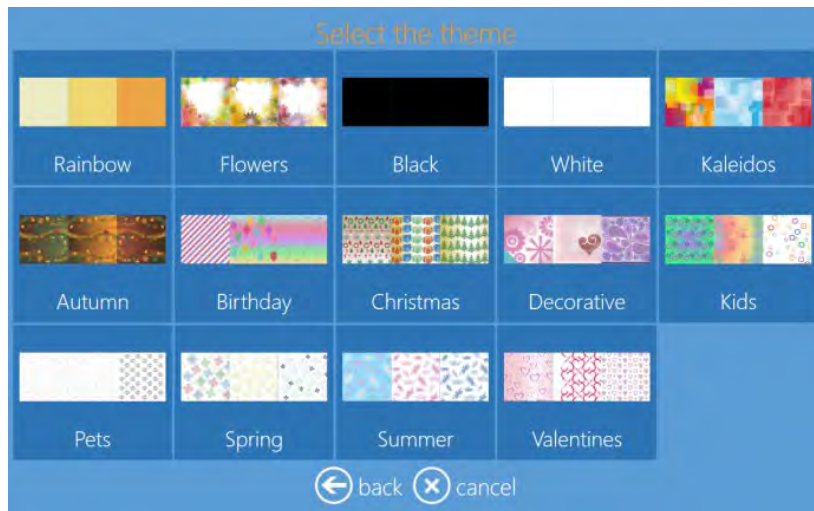 Select the theme
Rainbow Flowers Black White Kaleidos
Autumn Birthday Christmas Decorative Kids
Pets Spring Summer Valentines
back cancel